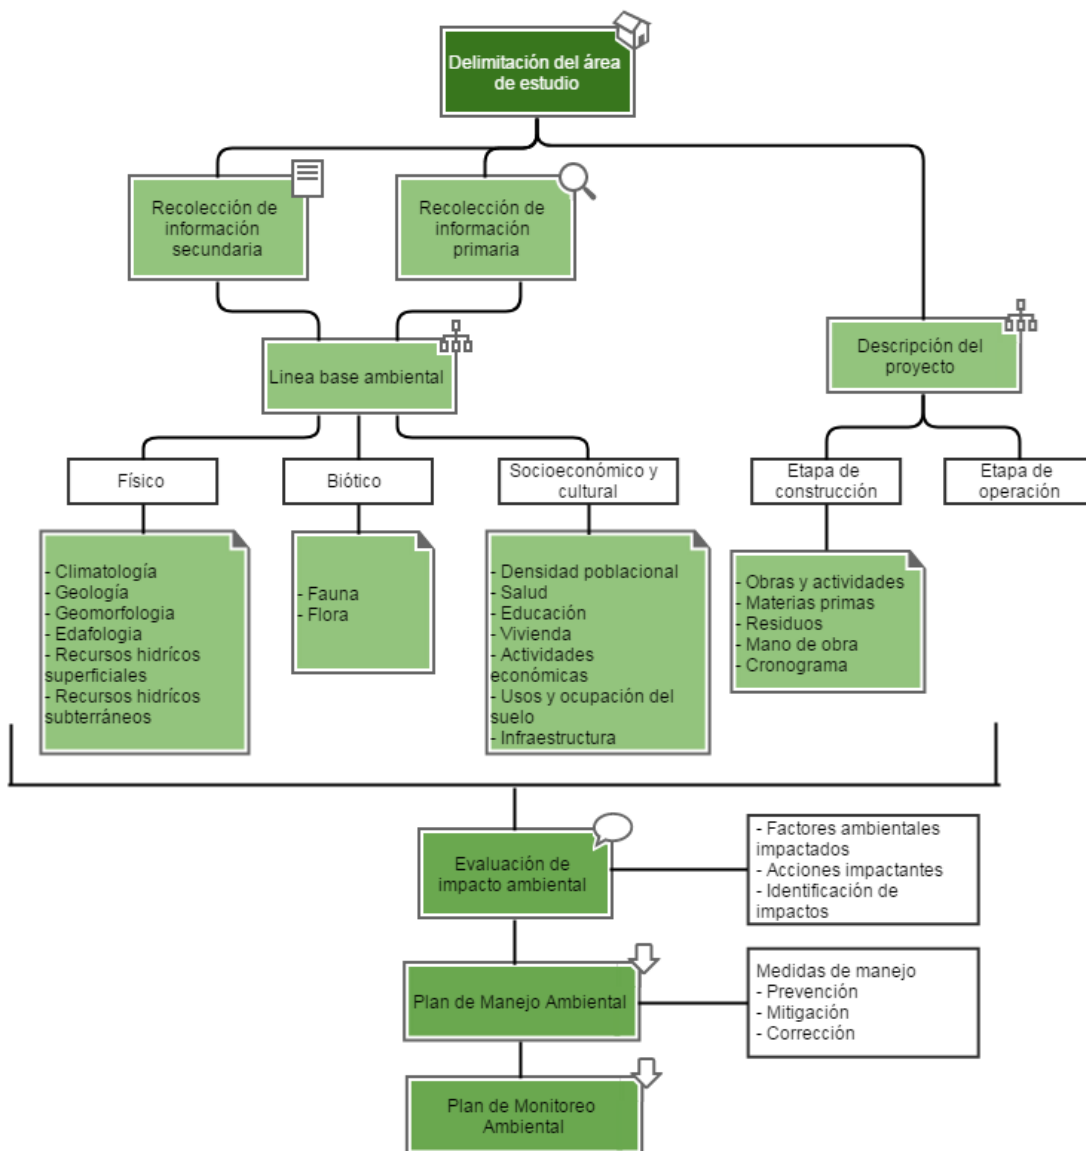 Delimitación del área
de estudio
Recolección de
información
secundaria
Recolección de
información
primaria
Linea base ambiental
Descripción del
proyecto
Físico
Biótico
Socioeconómico y
cultural
Etapa de
construcción
Etapa de
operación
- Climatología
- Geología
- Geomorfologia
- Edafologia
- Recursos hidrícos
superficiales
- Recursos hidrícos
subterráneos
- Fauna
- Flora
- Densidad poblacional
- Salud
- Educación
- Vivienda
- Actividades
económicas
- Usos y ocupación del
suelo
- Infraestructura
- Obras y actividades
- Materias primas
- Residuos
- Mano de obra
- Cronograma
Evaluación de
impacto ambiental
- Factores ambientales
impactados
- Acciones impactantes
- Identificación de
impactos
Plan de Manejo Ambiental
Medidas de manejo
- Prevención
- Mitigación
- Corrección
Plan de Monitoreo
Ambiental